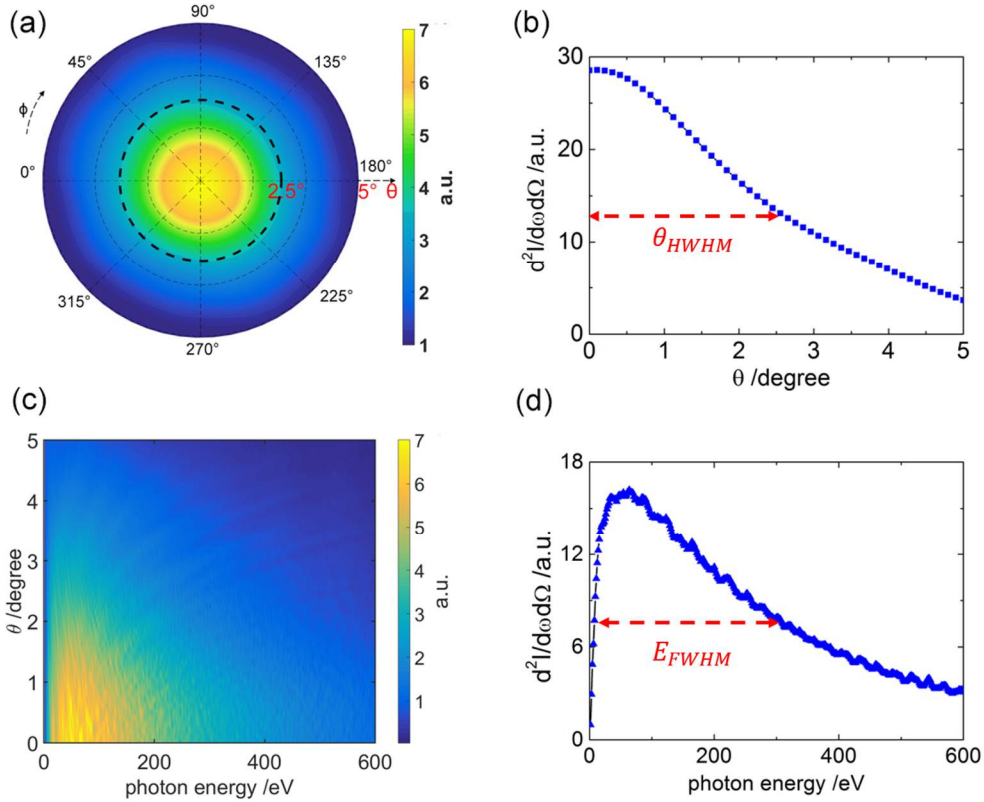 (a)
90°
45°
135°
ϕ
0°
180°
2.5°
5° θ
315°
225°
270°
7
6
5
4
3
2
1
a.u.
(b)
30
20
10
0
d²I/dωdΩ /a.u.
θ_HWHM
0 1 2 3 4 5
θ /degree
(c)
5
4
3
2
1
0
θ /degree
0 200 400 600
photon energy /eV
7
6
5
4
3
2
1
a.u.
(d)
18
12
6
0
d²I/dωdΩ /a.u.
E_FWHM
0 200 400 600
photon energy /eV